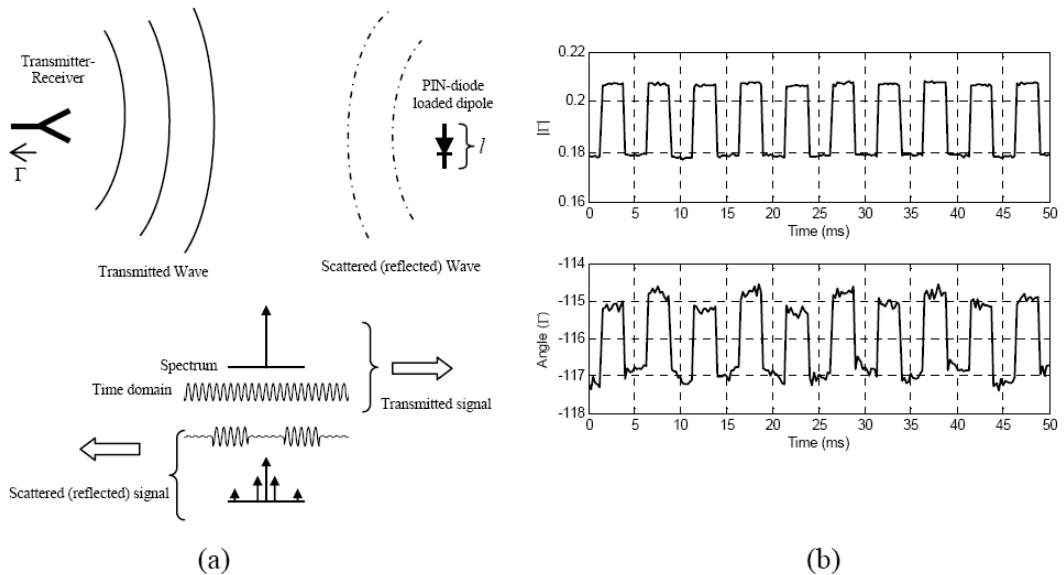 Transmitter-
Receiver
Γ
PIN-diode
loaded dipole
l
Transmitted Wave
Scattered (reflected) Wave
Spectrum
Time domain
Transmitted signal
Scattered (reflected) signal
(a)
|Γ|
0.22
0.2
0.18
0.16
0 5 10 15 20 25 30 35 40 45 50
Time (ms)
Angle (Γ)
-114
-115
-116
-117
-118
0 5 10 15 20 25 30 35 40 45 50
Time (ms)
(b)